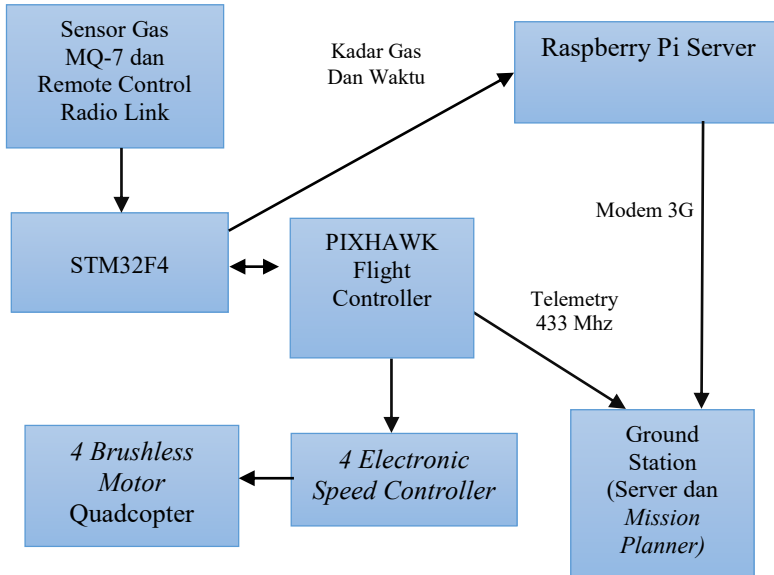 Sensor Gas
MQ-7 dan
Remote Control
Radio Link
Kadar Gas
Dan Waktu
Raspberry Pi Server
Modem 3G
STM32F4
PIXHAWK
Flight
Controller
Telemetry
433 Mhz
4 Brushless
Motor
Quadcopter
4 Electronic
Speed Controller
Ground
Station
(Server dan
Mission
Planner)